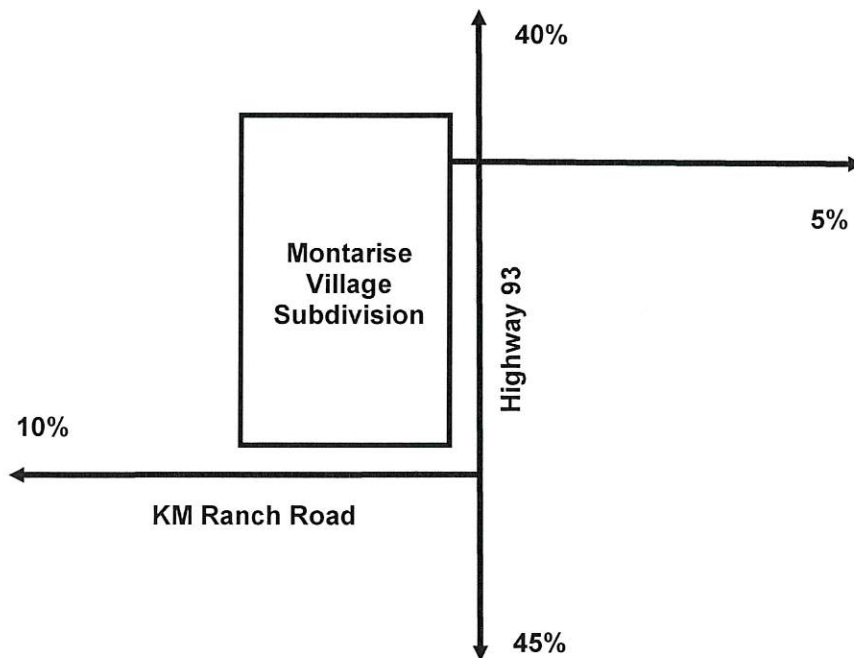 40%
5%
Montarise
Village
Subdivision
Highway 93
10%
KM Ranch Road
45%